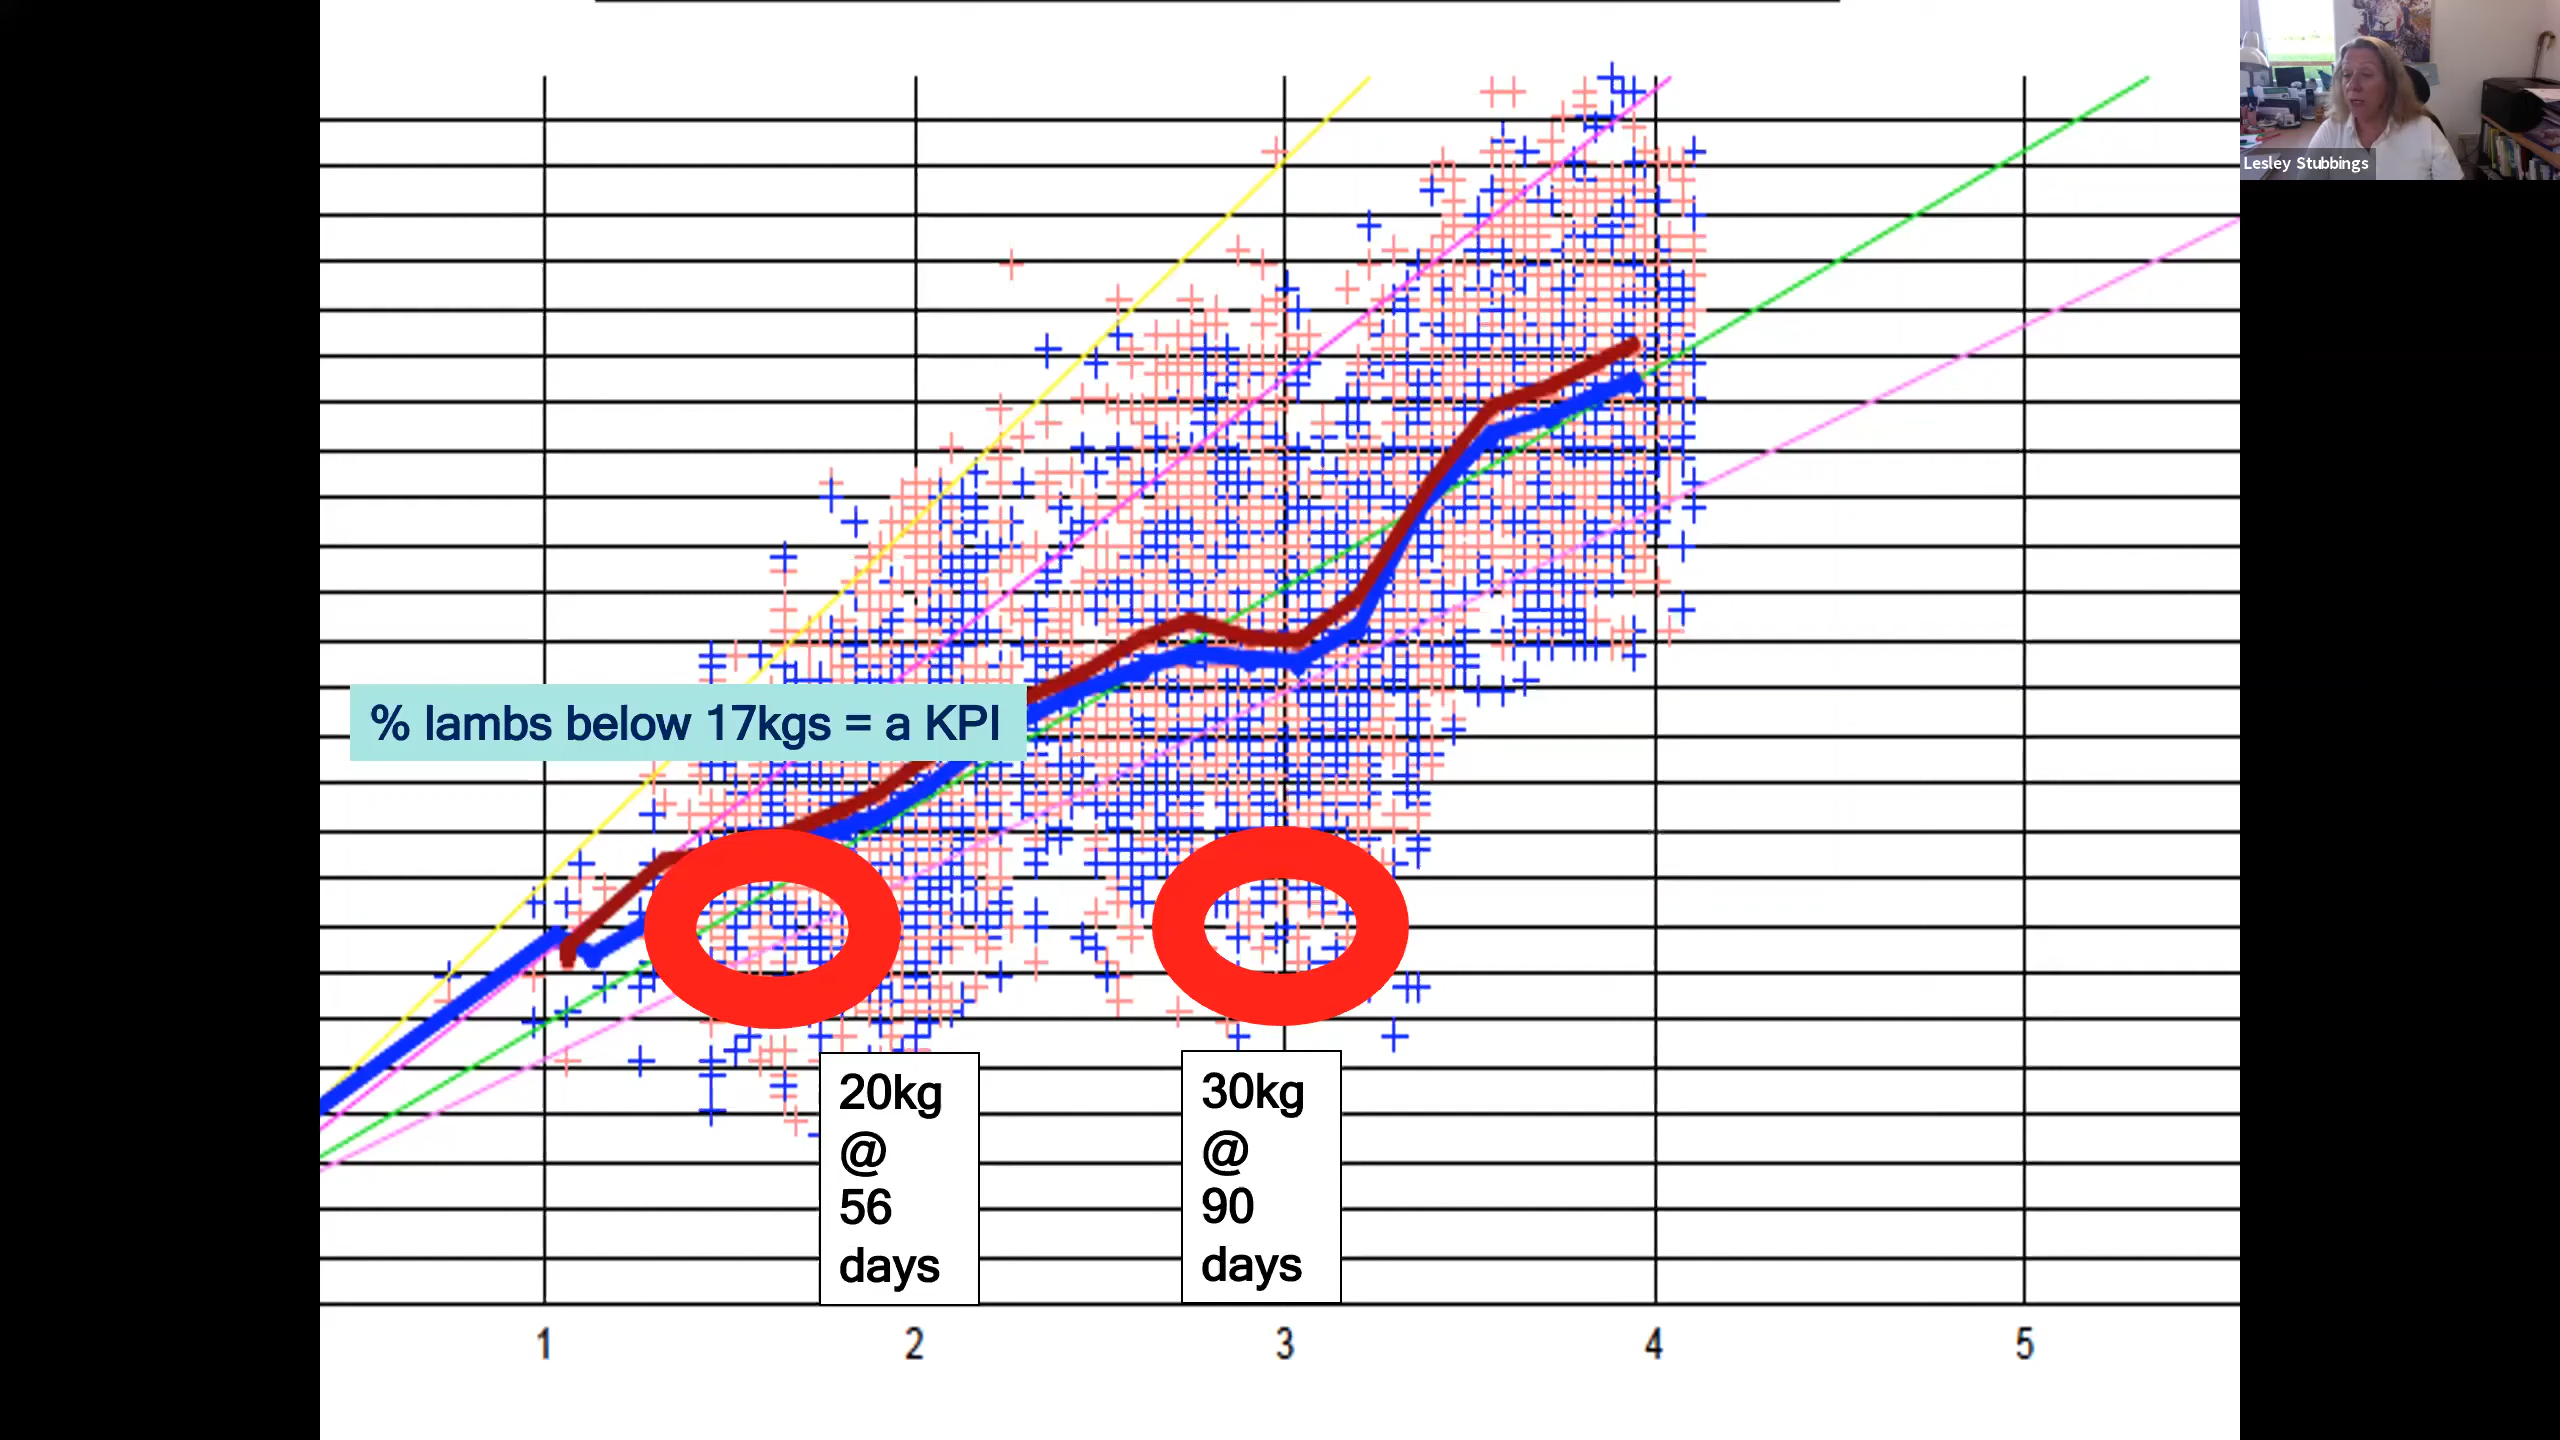 Lesley Stubbings
% lambs below 17kgs = a KPI
20kg
@
56
days
30kg
@
90
days
1
2
3
4
5